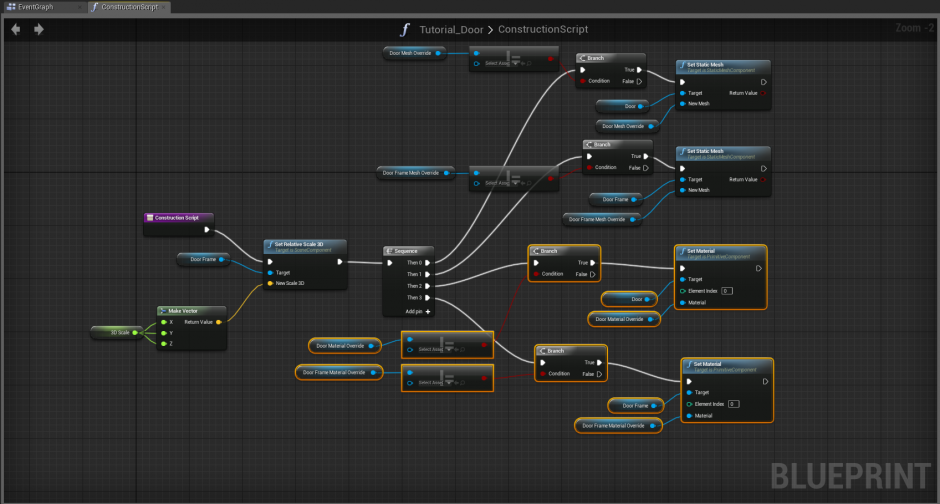 EventGraph
ConstructionScript
Tutorial_Door > ConstructionScript
Zoom -2
Door Mesh Override
Select Asset
Branch
True
Condition
False
Set Static Mesh
Target is StaticMeshComponent
Target
Return Value
New Mesh
Door
Door Mesh Override
Door Frame Mesh Override
Select Asset
Branch
True
Condition
False
Set Static Mesh
Target is StaticMeshComponent
Target
Return Value
New Mesh
Door Frame
Door Frame Mesh Override
Construction Script
Door Frame
Set Relative Scale 3D
Target is SceneComponent
Target
New Scale 3D
3D Scale
Make Vector
X
Return Value
Y
Z
Sequence
Then 0
Then 1
Then 2
Then 3
Add pin
Branch
True
Condition
False
Set Material
Target is PrimitiveComponent
Target
Element Index 0
Material
Door
Door Material Override
Door Material Override
Select Asset
Door Frame Material Override
Select Asset
Branch
True
Condition
False
Set Material
Target is PrimitiveComponent
Target
Element Index 0
Material
Door Frame
Door Frame Material Override
BLUEPRINT